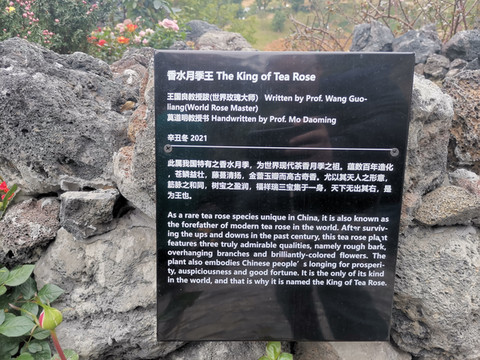 香水月季王 The King of Tea Rose
王国良教授跋(世界玫瑰大师) Written by Prof. Wang Guo-
liang(World Rose Master)
莫道明教授书 Handwritten by Prof. Mo Daoming
辛丑冬 2021
此属我国特有之香水月季，为世界现代茶香月季之祖。蕴数百年造化
，苍鳞益壮，藤蔓清扬，金蕾玉瓣而高古奇香。尤以其天人之形意，
筋脉之和同，树宝之盈润，福祥瑞三宝集于一身，天下无出其右，是
为王也。
As a rare tea rose species unique in China, it is also known as
the forefather of modern tea rose in the world. After surviv-
ing the ups and downs in the past century, this tea rose plant
features three truly admirable qualities, namely rough bark,
overhanging branches and brilliantly-colored flowers. The
plant also embodies Chinese people's longing for prosperi-
ty, auspiciousness and good fortune. It is the only of its kind
in the world, and that is why it is named the King of Tea Rose.